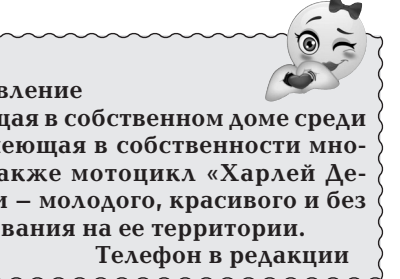 вление
щая в собственном доме среди
меющая в собственности мно-
акже мотоцикл «Харлей Де-
и – молодого, красивого и без
вания на ее территории.
Телефон в редакции